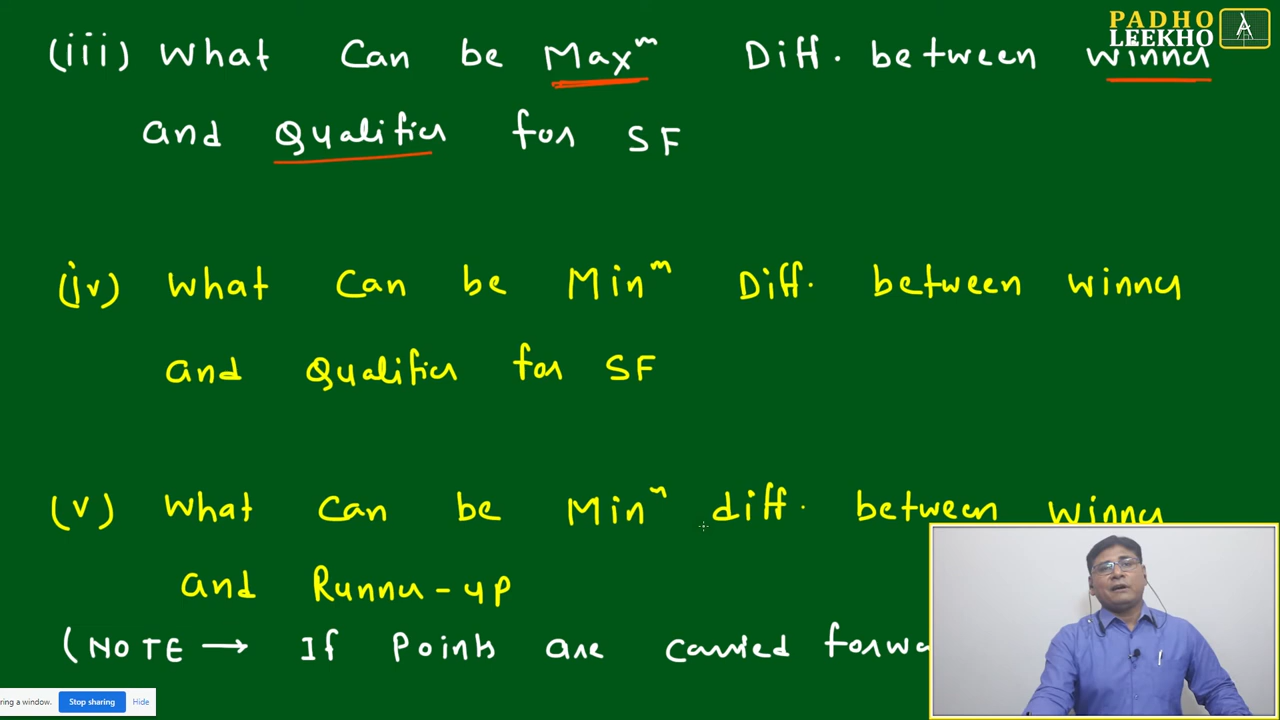 PADHO
LEEKHO
(iii) What Can be Maxᵐ Diff. between winner
and Qualifier for SF
(iv) What Can be Minᵐ Diff. between winner
and Qualifier for SF
(v) What Can be Minᵐ diff. between winner
and Runner-up
(NOTE → If Points are carried forwa
ring a window. Stop sharing Hide